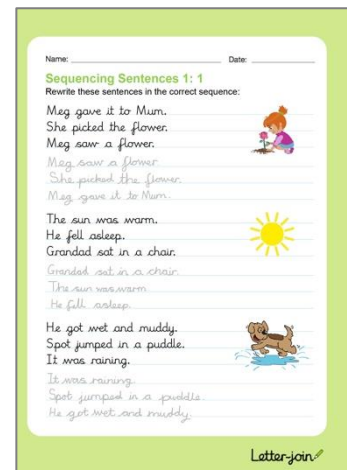 Name: Date:
Sequencing Sentences 1: 1
Rewrite these sentences in the correct sequence:
Meg gave it to Mum.
She picked the flower.
Meg saw a flower.
Meg saw a flower
She picked the flower.
Meg gave it to Mum.
The sun was warm.
He fell asleep.
Grandad sat in a chair.
Grandad sat in a chair.
The sun was warm
He fell asleep.
He got wet and muddy.
Spot jumped in a puddle.
It was raining.
It was raining.
Spot jumped in a puddle.
He got wet and muddy.
Letter-join